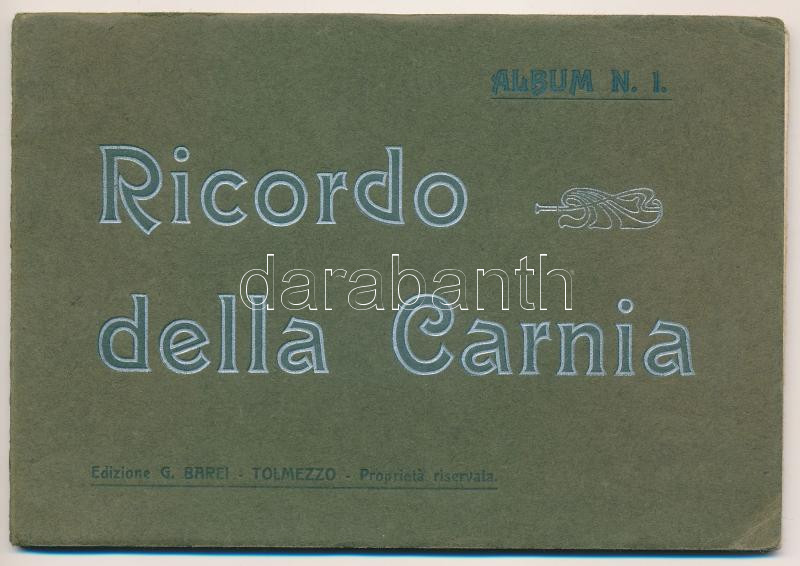 ALBUM N. 1.
Ricordo
darabanth
della Carnia
Edizione G. BAREI - TOLMEZZO - Proprietà riservata.